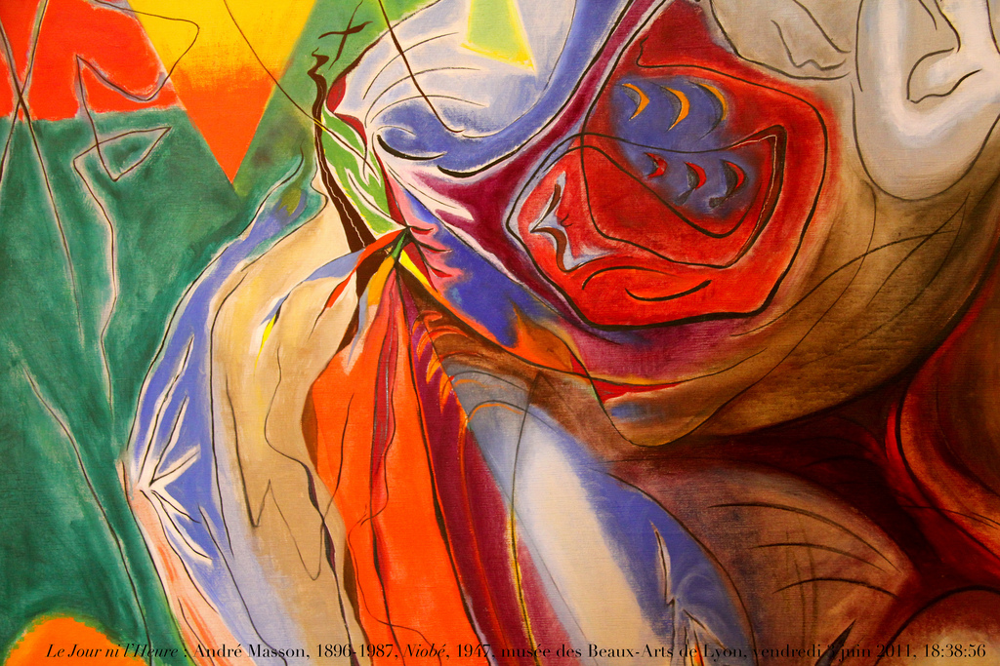 Le Jour ni l'Heure : André Masson, 1896-1987, Niobé, 1947, musée des Beaux-Arts de Lyon, vendredi 3 juin 2011, 18:38:56